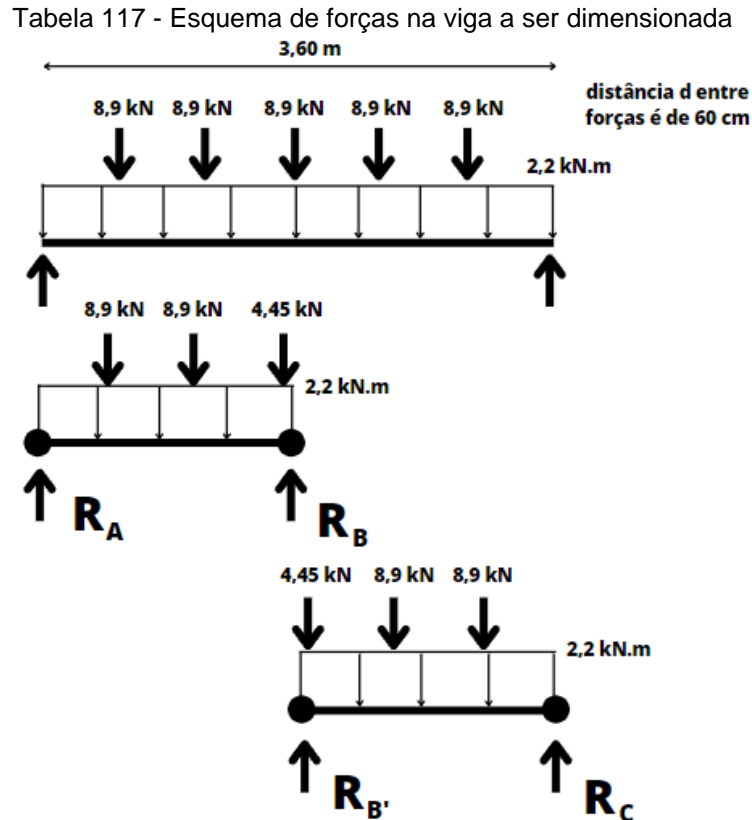 Tabela 117 - Esquema de forças na viga a ser dimensionada
3,60 m
distância d entre
forças é de 60 cm
8,9 kN 8,9 kN 8,9 kN 8,9 kN 8,9 kN
2,2 kN.m
8,9 kN 8,9 kN 4,45 kN
2,2 kN.m
RA RB
4,45 kN 8,9 kN 8,9 kN
2,2 kN.m
RB' RC